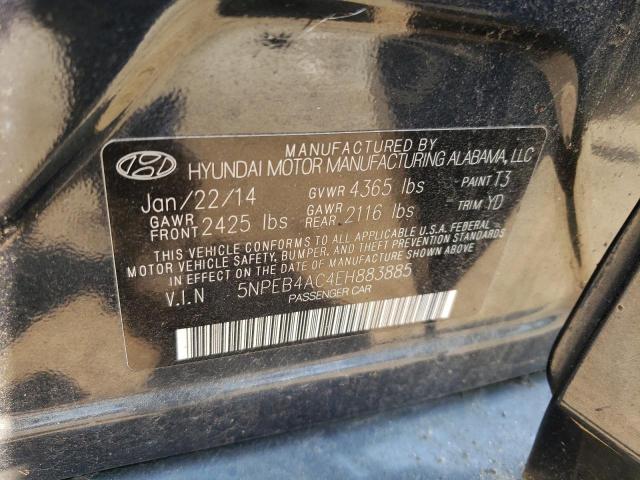 MANUFACTURED BY
HYUNDAI MOTOR MANUFACTURING ALABAMA, LLC
Jan/22/14 GVWR 4365 lbs PAINT T3
GAWR FRONT 2425 lbs GAWR REAR 2116 lbs TRIM YD
THIS VEHICLE CONFORMS TO ALL APPLICABLE U.S.A. FEDERAL
MOTOR VEHICLE SAFETY, BUMPER, AND THEFT PREVENTION STANDARDS
IN EFFECT ON THE DATE OF MANUFACTURE SHOWN ABOVE
V.I.N 5NPEB4AC4EH883885
PASSENGER CAR